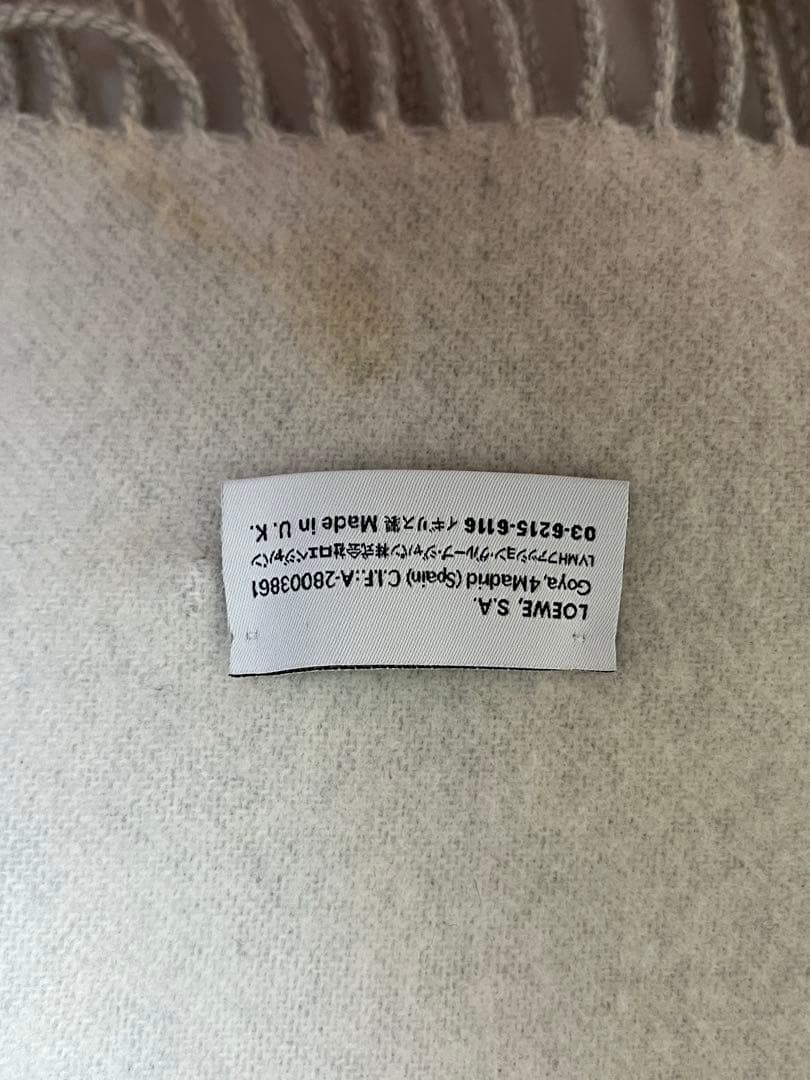 LOEWE, S.A.
Goya, 4 Madrid (Spain) C.I.F.: A-28003861
LVMHファッション・グループ・ジャパン株式会社ロエベジャパン
03-6215-6116 イギリス製 Made in U. K.